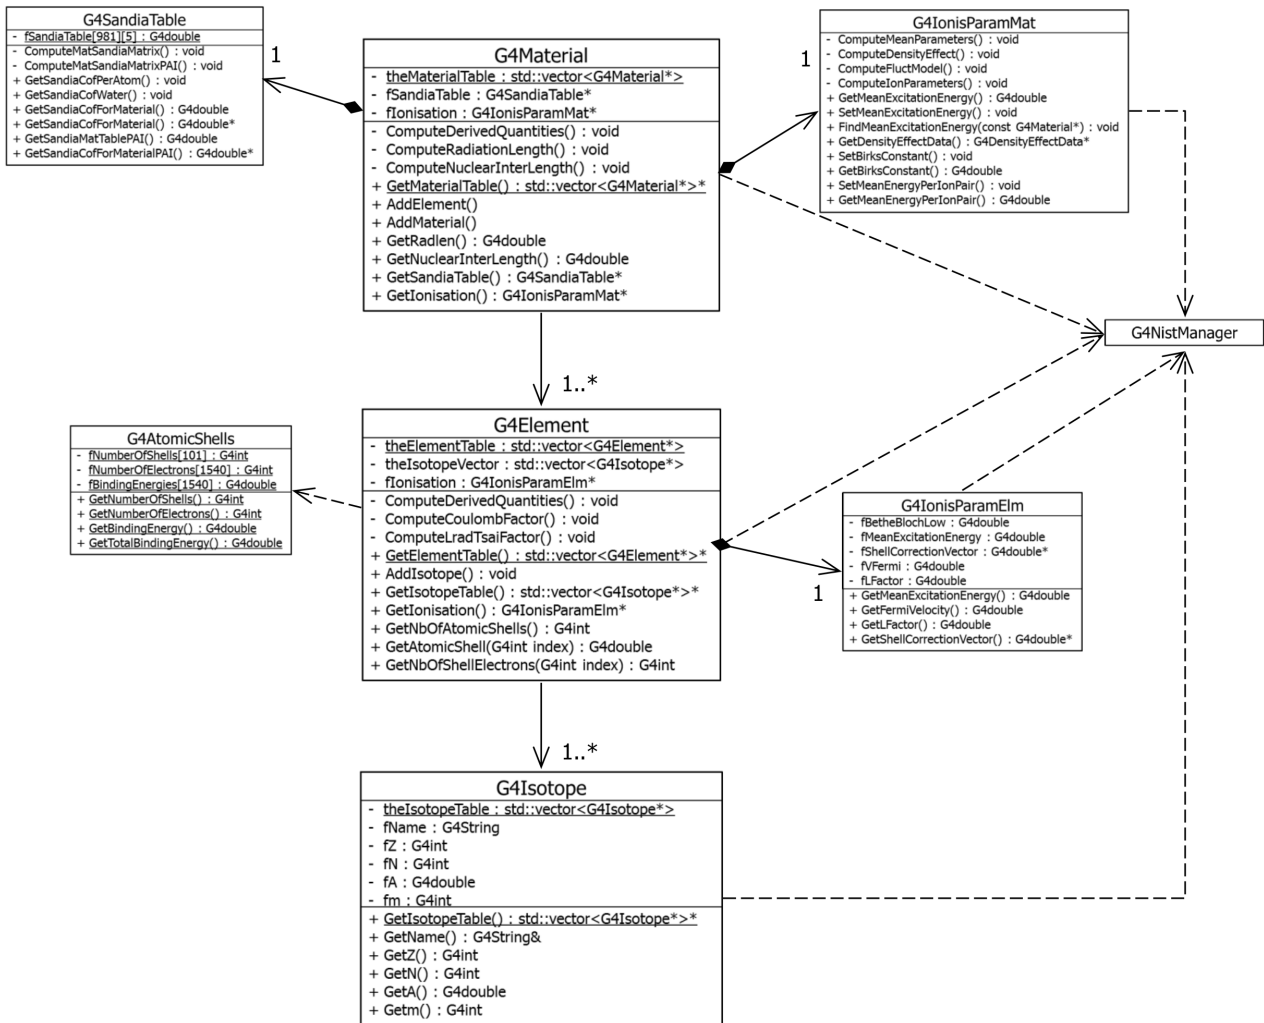 G4SandiaTable
- fSandiaTable[981][5] : G4double
- ComputeMatSandiaMatrix() : void
- ComputeMatSandiaMatrixPAI() : void
+ GetSandiaCofPerAtom() : void
+ GetSandiaCofWater() : void
+ GetSandiaCofForMaterial() : G4double
+ GetSandiaCofForMaterial() : G4double*
+ GetSandiaMatTablePAI() : G4double
+ GetSandiaCofForMaterialPAI() : G4double*
1
G4Material
- theMaterialTable : std::vector<G4Material*>
- fSandiaTable : G4SandiaTable*
- fIonisation : G4IonisParamMat*
- ComputeDerivedQuantities() : void
- ComputeRadiationLength() : void
- ComputeNuclearInterLength() : void
+ GetMaterialTable() : std::vector<G4Material*>*
+ AddElement()
+ AddMaterial()
+ GetRadlen() : G4double
+ GetNuclearInterLength() : G4double
+ GetSandiaTable() : G4SandiaTable*
+ GetIonisation() : G4IonisParamMat*
1
G4IonisParamMat
- ComputeMeanParameters() : void
- ComputeDensityEffect() : void
- ComputeFluctModel() : void
- ComputeIonParameters() : void
+ GetMeanExcitationEnergy() : G4double
+ SetMeanExcitationEnergy() : void
+ FindMeanExcitationEnergy(const G4Material*) : void
+ GetDensityEffectData() : G4DensityEffectData*
+ SetBirksConstant() : void
+ GetBirksConstant() : G4double
+ SetMeanEnergyPerIonPair() : void
+ GetMeanEnergyPerIonPair() : G4double
G4NistManager
1..*
G4AtomicShells
- fNumberOfShells[101] : G4int
- fNumberOfElectrons[1540] : G4int
- fBindingEnergies[1540] : G4double
+ GetNumberOfShells() : G4int
+ GetNumberOfElectrons() : G4int
+ GetBindingEnergy() : G4double
+ GetTotalBindingEnergy() : G4double
G4Element
- theElementTable : std::vector<G4Element*>
- theIsotopeVector : std::vector<G4Isotope*>
- fIonisation : G4IonisParamElm*
- ComputeDerivedQuantities() : void
- ComputeCoulombFactor() : void
- ComputeLradTsaiFactor() : void
+ GetElementTable() : std::vector<G4Element*>*
+ AddIsotope() : void
+ GetIsotopeTable() : std::vector<G4Isotope*>*
+ GetIonisation() : G4IonisParamElm*
+ GetNbOfAtomicShells() : G4int
+ GetAtomicShell(G4int index) : G4double
+ GetNbOfShellElectrons(G4int index) : G4int
1
G4IonisParamElm
- fBetheBlochLow : G4double
- fMeanExcitationEnergy : G4double
- fShellCorrectionVector : G4double*
- fVFermi : G4double
- fLFactor : G4double
+ GetMeanExcitationEnergy() : G4double
+ GetFermiVelocity() : G4double
+ GetLFactor() : G4double
+ GetShellCorrectionVector() : G4double*
1..*
G4Isotope
- theIsotopeTable : std::vector<G4Isotope*>
- fName : G4String
- fZ : G4int
- fN : G4int
- fA : G4double
- fm : G4int
+ GetIsotopeTable() : std::vector<G4Isotope*>*
+ GetName() : G4String&
+ GetZ() : G4int
+ GetN() : G4int
+ GetA() : G4double
+ Getm() : G4int